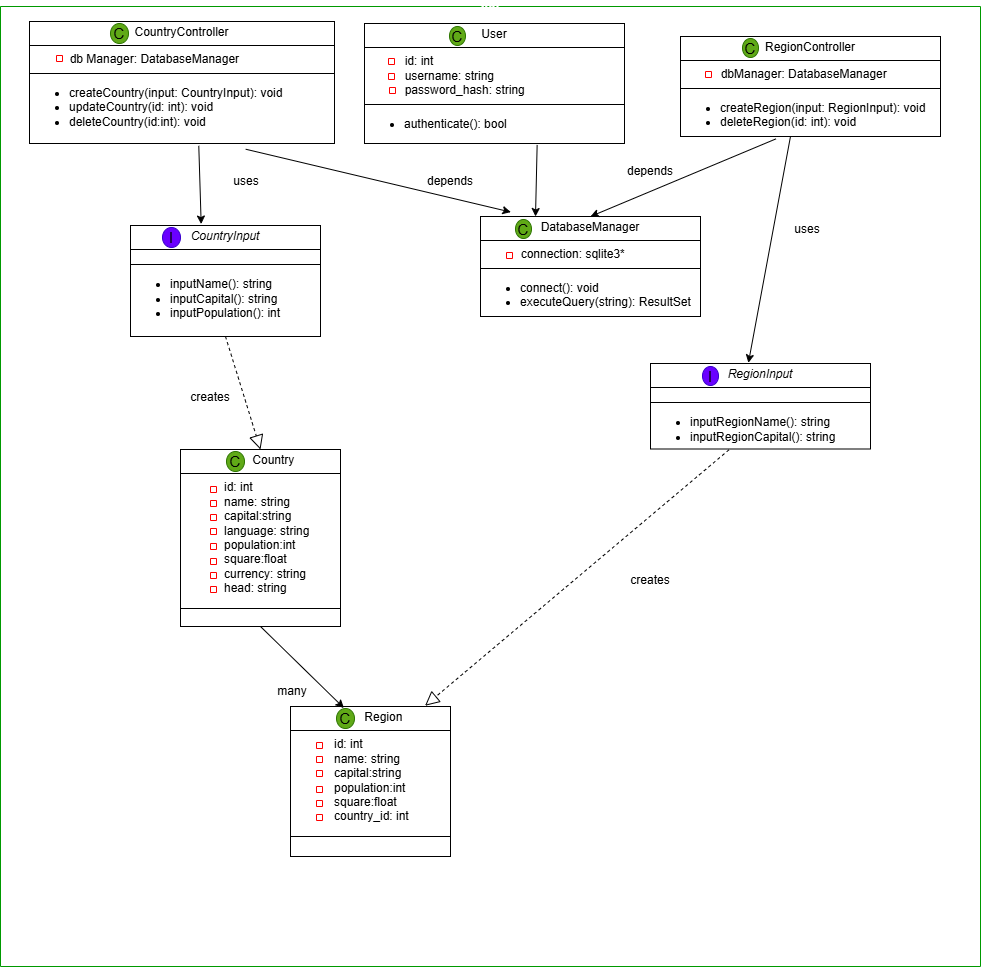 C CountryController
db Manager: DatabaseManager
createCountry(input: CountryInput): void
updateCountry(id: int): void
deleteCountry(id:int): void
C User
id: int
username: string
password_hash: string
authenticate(): bool
C RegionController
dbManager: DatabaseManager
createRegion(input: RegionInput): void
deleteRegion(id: int): void
uses
depends
depends
uses
I CountryInput
inputName(): string
inputCapital(): string
inputPopulation(): int
C DatabaseManager
connection: sqlite3*
connect(): void
executeQuery(string): ResultSet
I RegionInput
inputRegionName(): string
inputRegionCapital(): string
creates
C Country
id: int
name: string
capital:string
language: string
population:int
square:float
currency: string
head: string
creates
many
C Region
id: int
name: string
capital:string
population:int
square:float
country_id: int